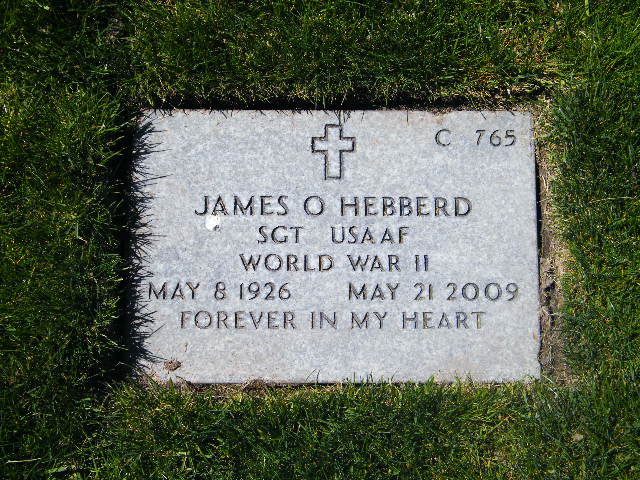 C 765
JAMES O HEBBERD
SGT USAAF
WORLD WAR II
MAY 8 1926 MAY 21 2009
FOREVER IN MY HEART